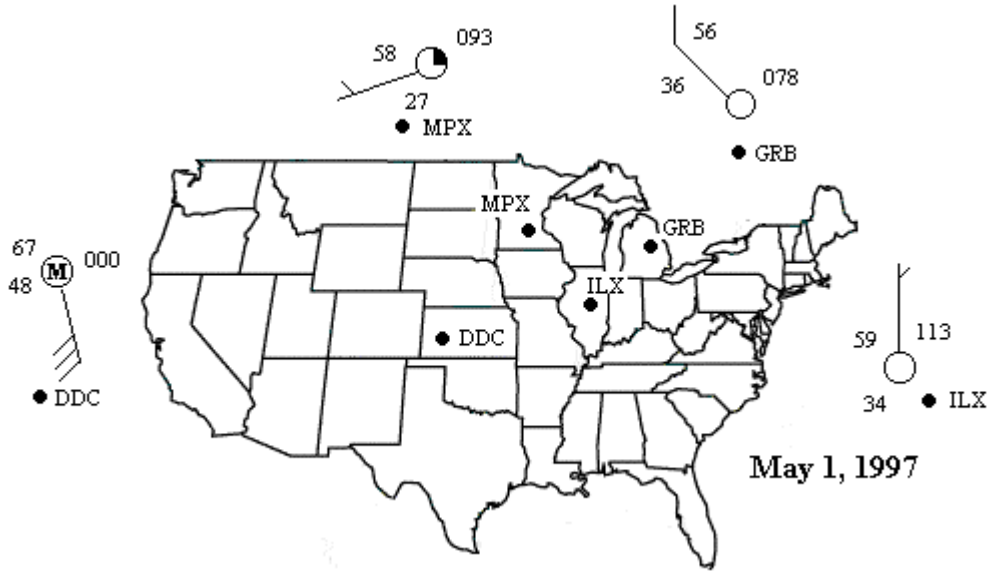 58 093
27
MPX
56
36 078
GRB
MPX
GRB
ILX
DDC
67 000
M
48
DDC
59 113
34
ILX
May 1, 1997